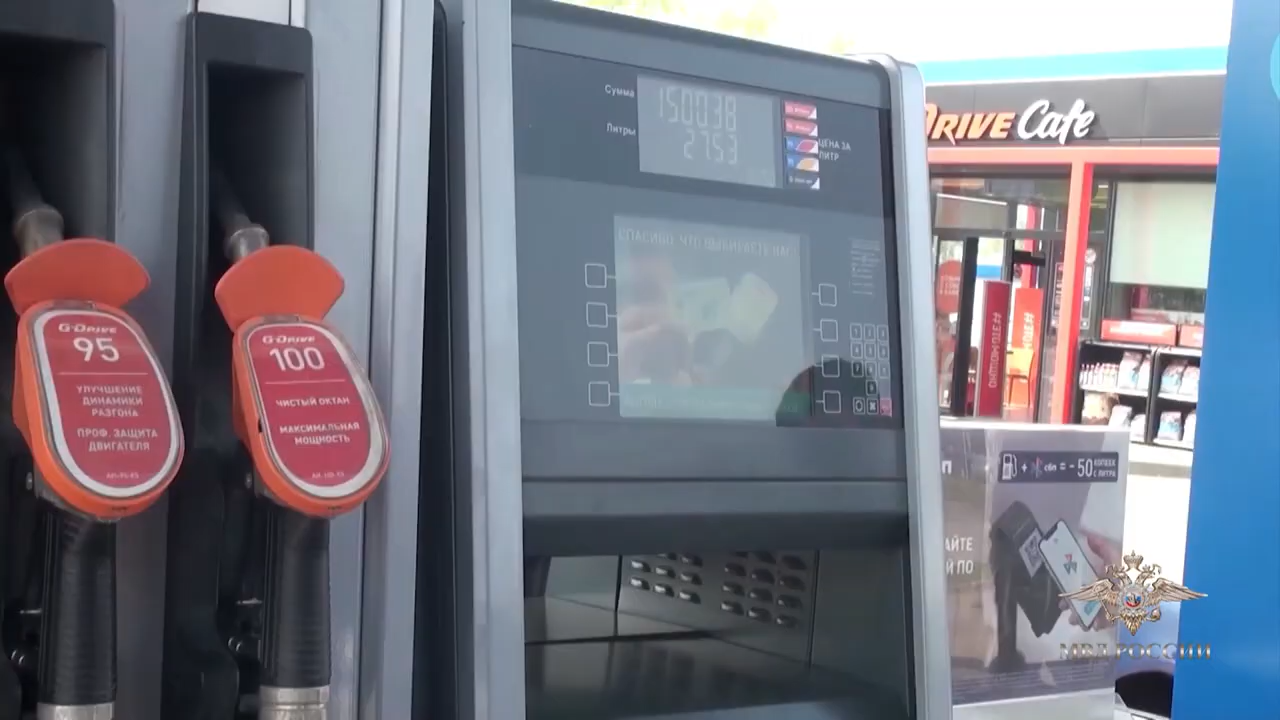 G-DRIVE
95
УЛУЧШЕНИЕ
ДИНАМИКИ
РАЗГОНА
ПРОФ. ЗАЩИТА
ДВИГАТЕЛЯ
G-DRIVE
100
ЧИСТЫЙ ОКТАН
МАКСИМАЛЬНАЯ
МОЩНОСТЬ
Сумма
150038
Литры
2753
ЦЕНА ЗА
ЛИТР
СПАСИБО, ЧТО ВЫБИРАЕТЕ НАС!
DRIVE Cafe
+ сбп = - 50 КОПЕЕК
С ЛИТРА
МВД РОССИИ